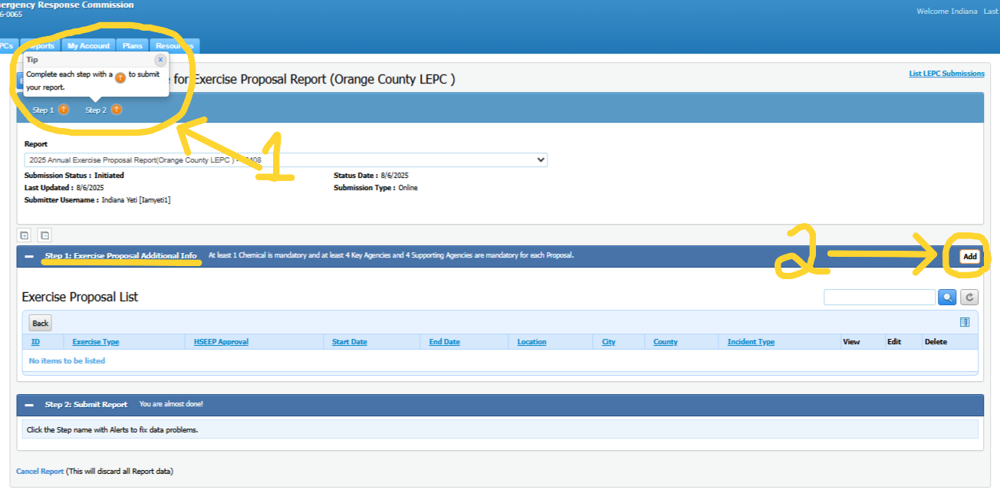 ergency Response Commission
6-0065
Welcome Indiana Last
PCs Reports My Account Plans Resources
Tip x
Complete each step with a ! to submit
your report.
for Exercise Proposal Report (Orange County LEPC )
List LEPC Submissions
Step 1 ! Step 2 !
1
Report
2025 Annual Exercise Proposal Report(Orange County LEPC ) - 408
Submission Status : Initiated
Status Date : 8/6/2025
Last Updated : 8/6/2025
Submission Type : Online
Submitter Username : Indiana Yeti [Iamyeti1]
2
Step 1: Exercise Proposal Additional Info At least 1 Chemical is mandatory and at least 4 Key Agencies and 4 Supporting Agencies are mandatory for each Proposal. Add
Exercise Proposal List
Back
ID Exercise Type HSEEP Approval Start Date End Date Location City County Incident Type View Edit Delete
No items to be listed
Step 2: Submit Report You are almost done!
Click the Step name with Alerts to fix data problems.
Cancel Report (This will discard all Report data)